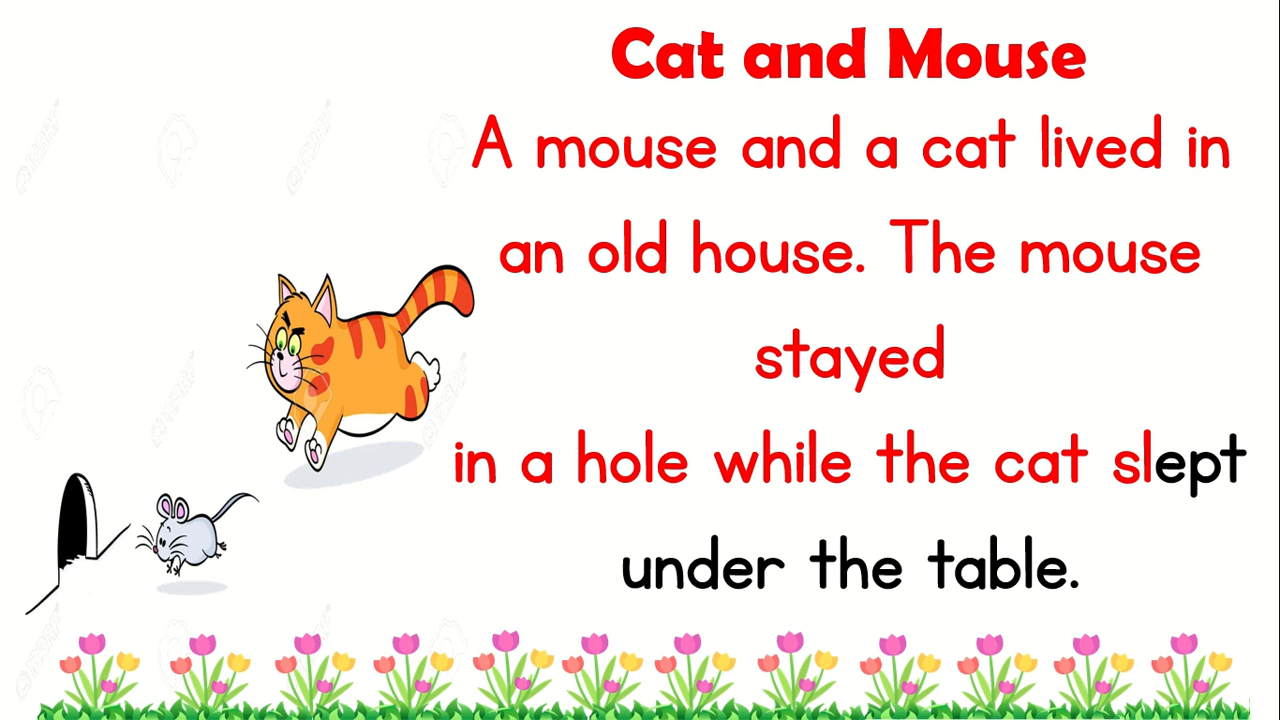 Cat and Mouse
A mouse and a cat lived in
an old house. The mouse
stayed
in a hole while the cat slept
under the table.